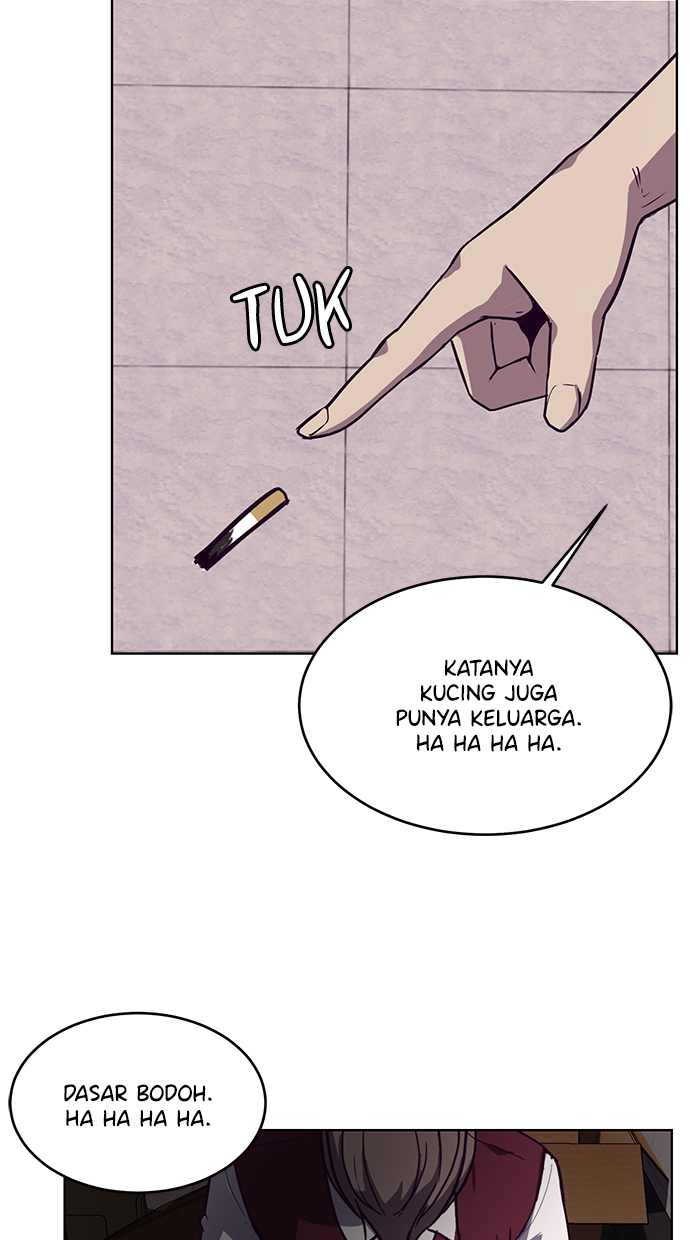 TUK
KATANYA
KUCING JUGA
PUNYA KELUARGA.
HA HA HA HA.
DASAR BODOH.
HA HA HA HA.